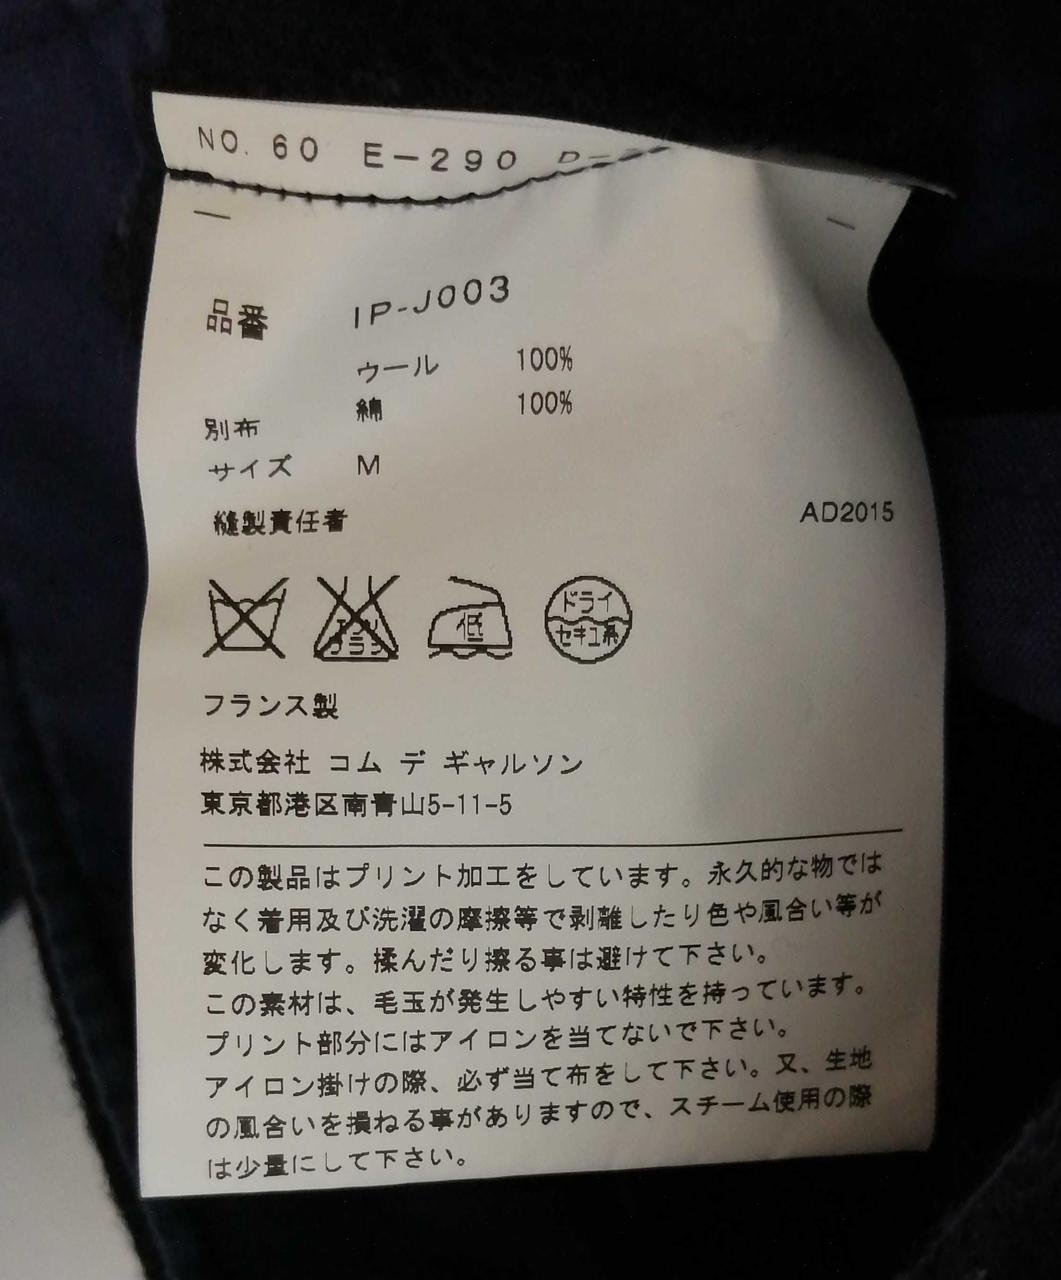 NO. 60 E-290
品番 IP-J003
ウール 100%
綿 100%
別布
サイズ M
縫製責任者
AD2015
エンソ
サラシ
低
ドライ
セキユ系
フランス製
株式会社 コム デ ギャルソン
東京都港区南青山5-11-5
この製品はプリント加工をしています。永久的な物では
なく着用及び洗濯の摩擦等で剥離したり色や風合い等が
変化します。揉んだり擦る事は避けて下さい。
この素材は、毛玉が発生しやすい特性を持っています。
プリント部分にはアイロンを当てないで下さい。
アイロン掛けの際、必ず当て布をして下さい。又、生地
の風合いを損ねる事がありますので、スチーム使用の際
は少量にして下さい。